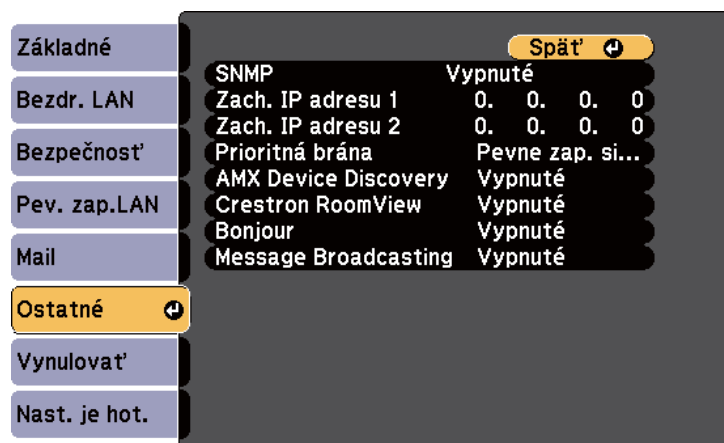 Základné
Bezdr. LAN
Bezpečnosť
Pev. zap.LAN
Mail
Ostatné
Vynulovať
Nast. je hot.
Späť
SNMP Vypnuté
Zach. IP adresu 1 0. 0. 0. 0
Zach. IP adresu 2 0. 0. 0. 0
Prioritná brána Pevne zap. si...
AMX Device Discovery Vypnuté
Crestron RoomView Vypnuté
Bonjour Vypnuté
Message Broadcasting Vypnuté